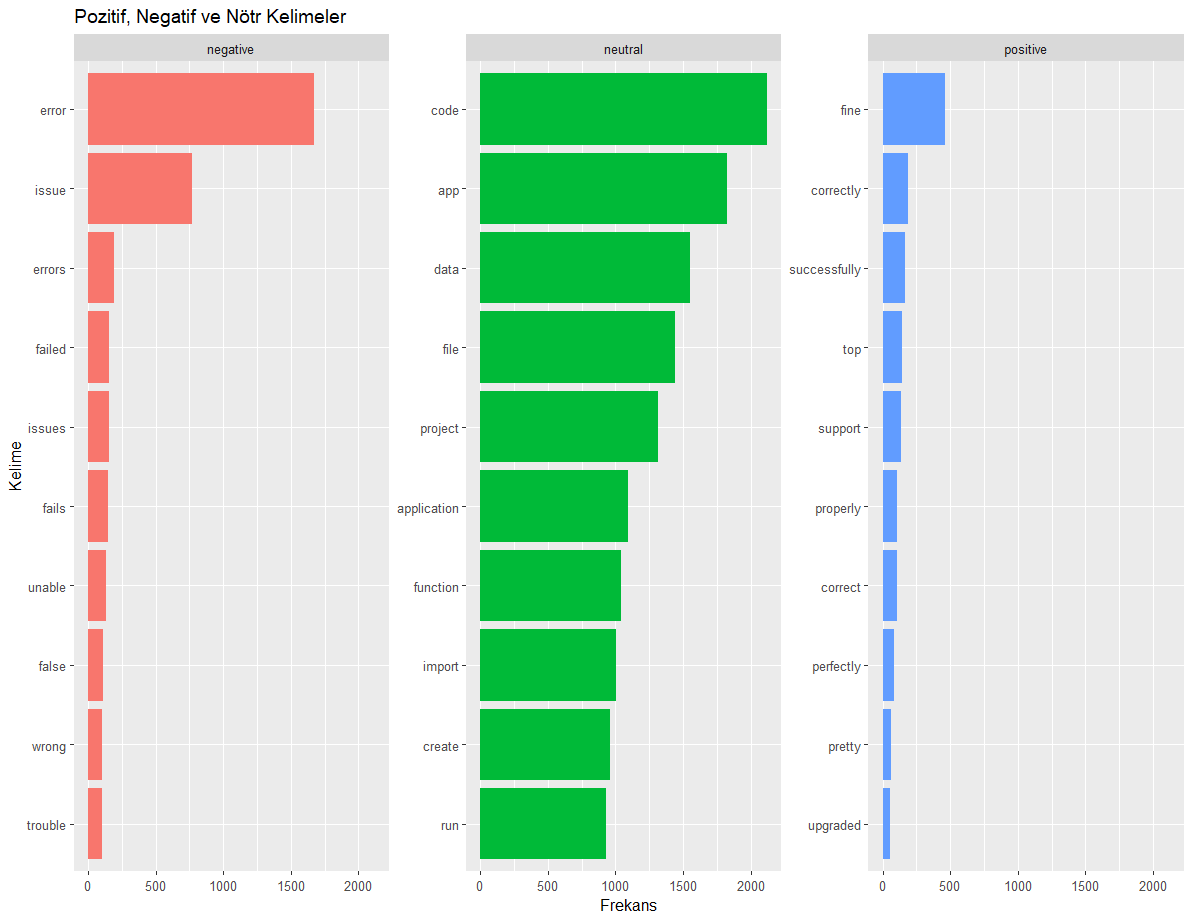 Pozitif, Negatif ve Nötr Kelimeler
negative
neutral
positive
Kelime
error
issue
errors
failed
issues
fails
unable
false
wrong
trouble
0 500 1000 1500 2000
code
app
data
file
project
application
function
import
create
run
0 500 1000 1500 2000
fine
correctly
successfully
top
support
properly
correct
perfectly
pretty
upgraded
0 500 1000 1500 2000
Frekans